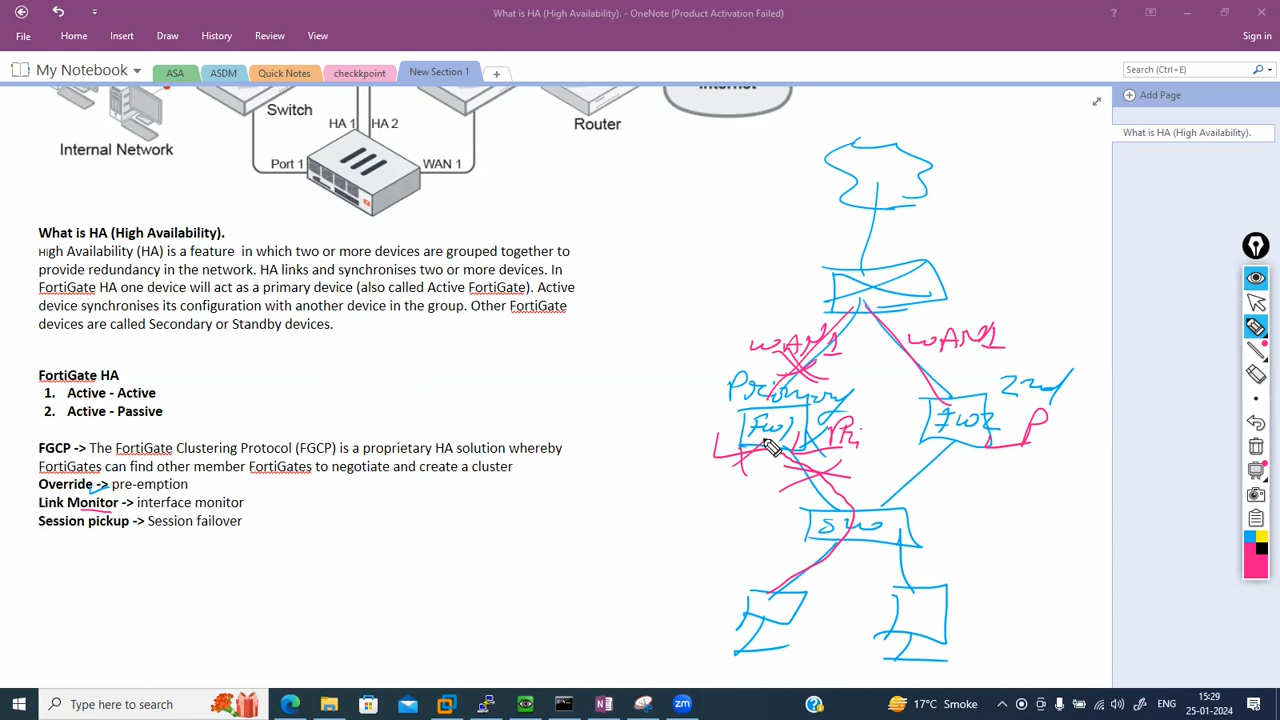 What is HA (High Availability). - OneNote (Product Activation Failed)
?
Sign in
File Home Insert Draw History Review View
My Notebook ASA ASDM Quick Notes checkkpoint New Section 1 +
Search (Ctrl+E)
Add Page
What is HA (High Availability).
Internet
Switch
HA 1 HA 2
Router
Internal Network
Port 1 WAN 1
What is HA (High Availability).
High Availability (HA) is a feature in which two or more devices are grouped together to
provide redundancy in the network. HA links and synchronises two or more devices. In
FortiGate HA one device will act as a primary device (also called Active FortiGate). Active
device synchronises its configuration with another device in the group. Other FortiGate
devices are called Secondary or Standby devices.
FortiGate HA
1. Active - Active
2. Active - Passive
FGCP -> The FortiGate Clustering Protocol (FGCP) is a proprietary HA solution whereby
FortiGates can find other member FortiGates to negotiate and create a cluster
Override -> pre-emption
Link Monitor -> interface monitor
Session pickup -> Session failover
WAN1 WAN1
Primary 2nd
FW1 FW2
Pri P
SW
Type here to search
zm
17°C Smoke
ENG
15:29
25-01-2024